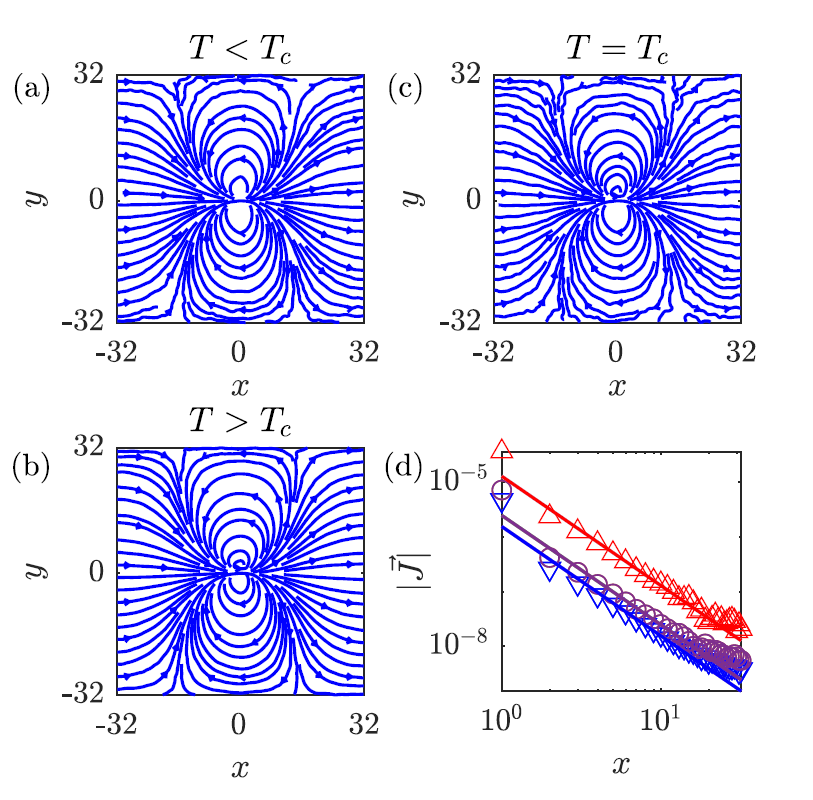 T < T_c
(a)
32
y
0
-32
-32 0 32
x
T = T_c
(c)
32
y
0
-32
-32 0 32
x
T > T_c
(b)
32
y
0
-32
-32 0 32
x
(d)
10^{-5}
|\vec{J}|
10^{-8}
10^0 10^1
x